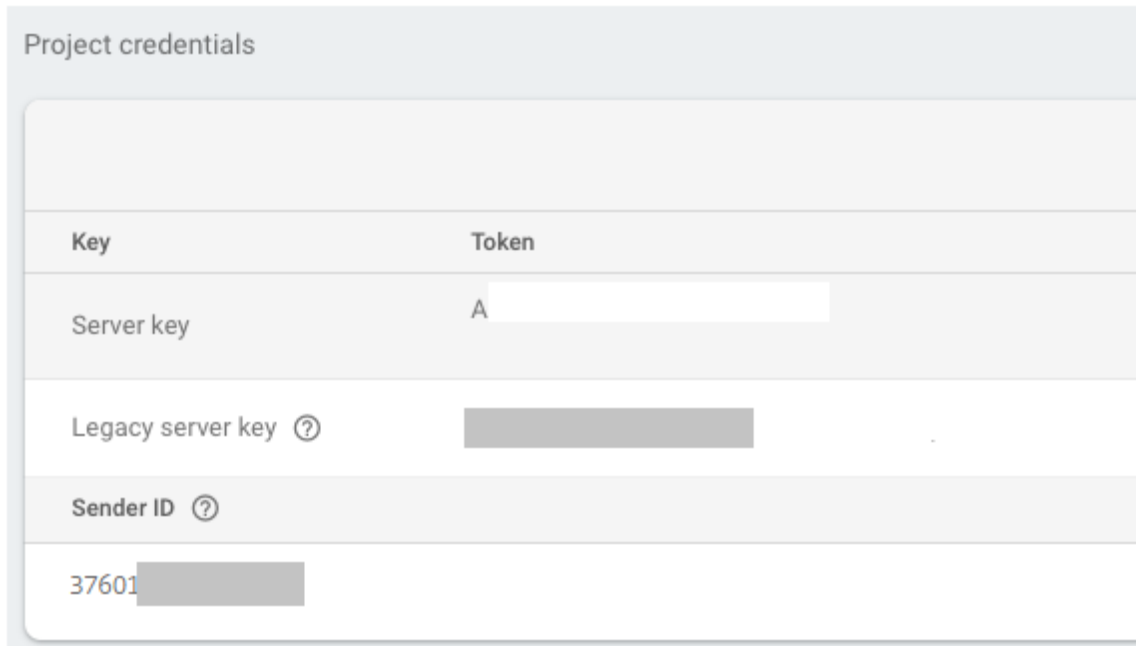 Project credentials
Key Token
Server key A
Legacy server key ?
Sender ID ?
37601